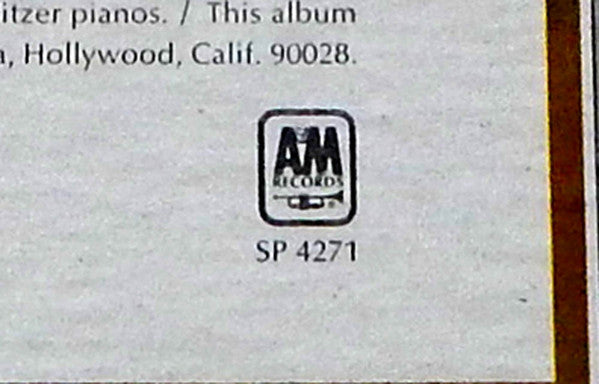 itzer pianos. / This album
a, Hollywood, Calif. 90028.
A&M
RECORDS
SP 4271